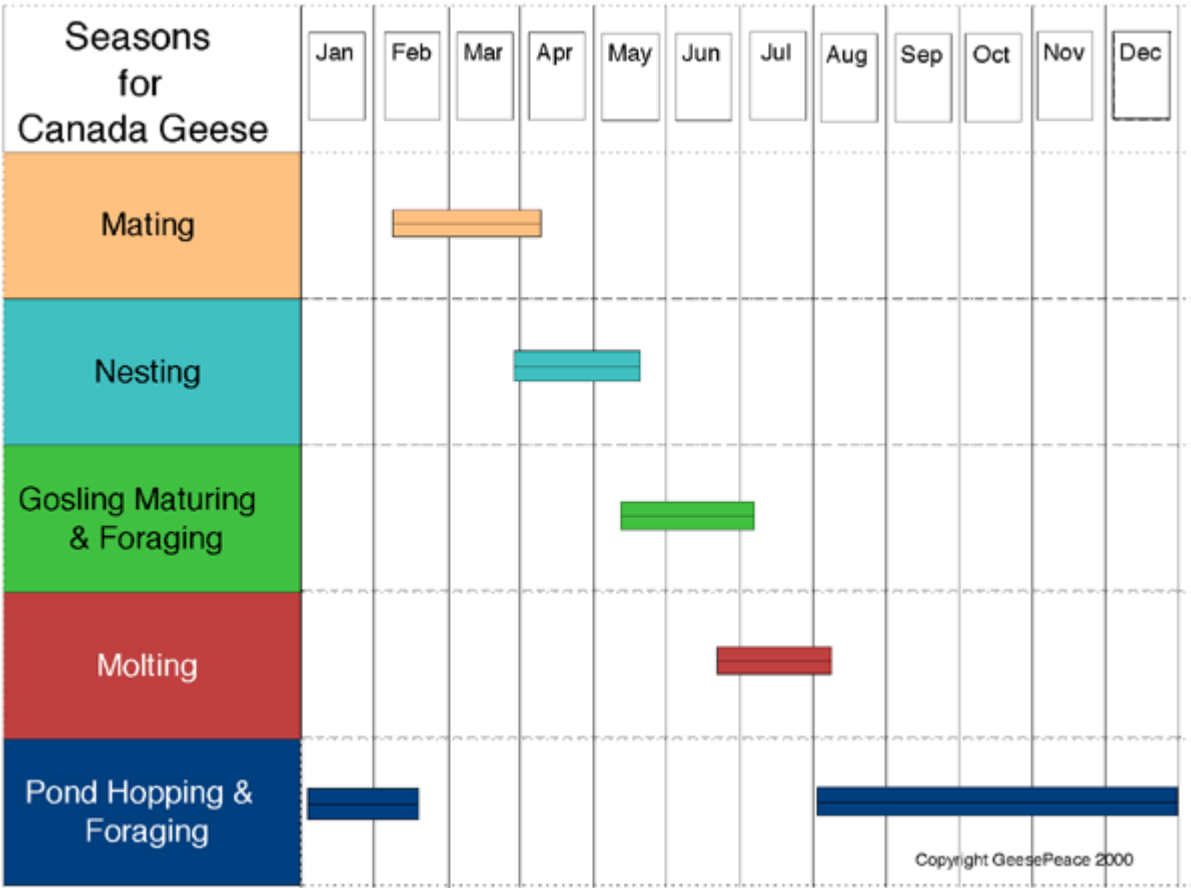 Seasons
for
Canada Geese
Jan Feb Mar Apr May Jun Jul Aug Sep Oct Nov Dec
Mating
Nesting
Gosling Maturing
& Foraging
Molting
Pond Hopping &
Foraging
Copyright GeesePeace 2000